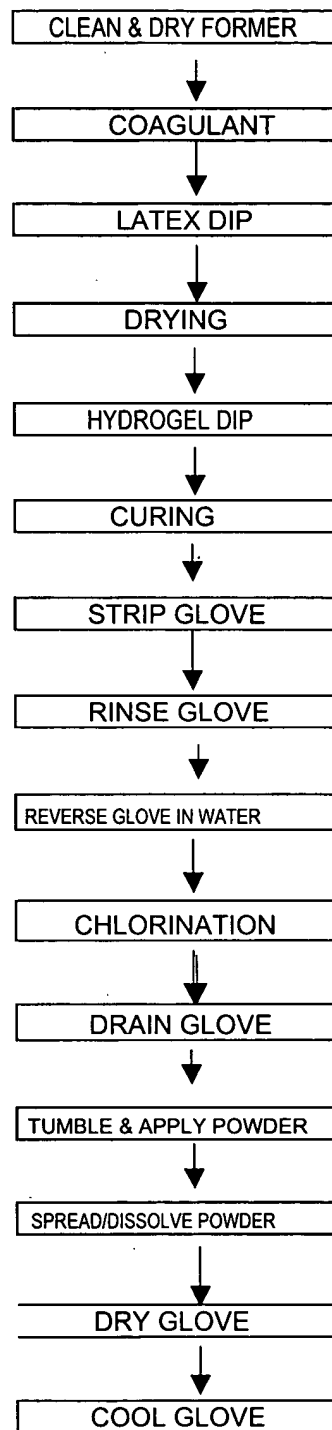 CLEAN & DRY FORMER
COAGULANT
LATEX DIP
DRYING
HYDROGEL DIP
CURING
STRIP GLOVE
RINSE GLOVE
REVERSE GLOVE IN WATER
CHLORINATION
DRAIN GLOVE
TUMBLE & APPLY POWDER
SPREAD/DISSOLVE POWDER
DRY GLOVE
COOL GLOVE